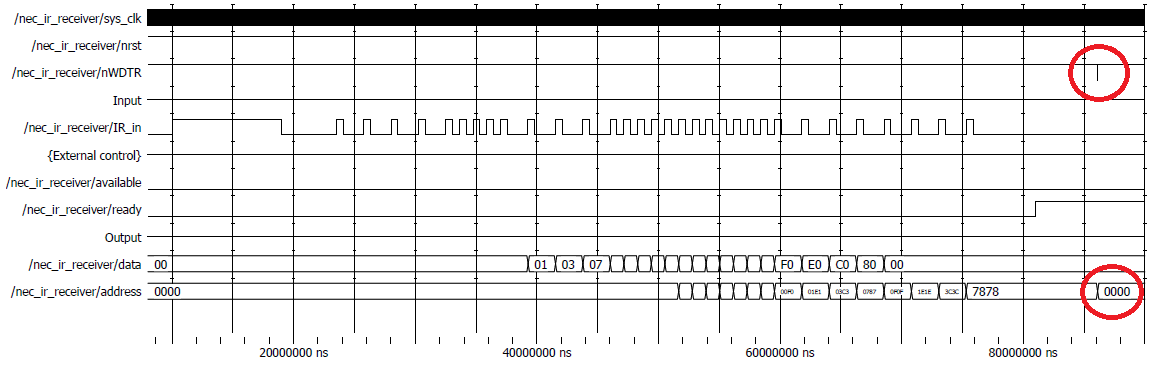 /nec_ir_receiver/sys_clk
/nec_ir_receiver/nrst
/nec_ir_receiver/nWDTR
Input
/nec_ir_receiver/IR_in
{External control}
/nec_ir_receiver/available
/nec_ir_receiver/ready
Output
/nec_ir_receiver/data 00 01 03 07 F0 E0 C0 80 00
/nec_ir_receiver/address 0000 00F0 01E1 03C3 0787 0F0F 1E1E 3C3C 7878 0000
20000000 ns 40000000 ns 60000000 ns 80000000 ns